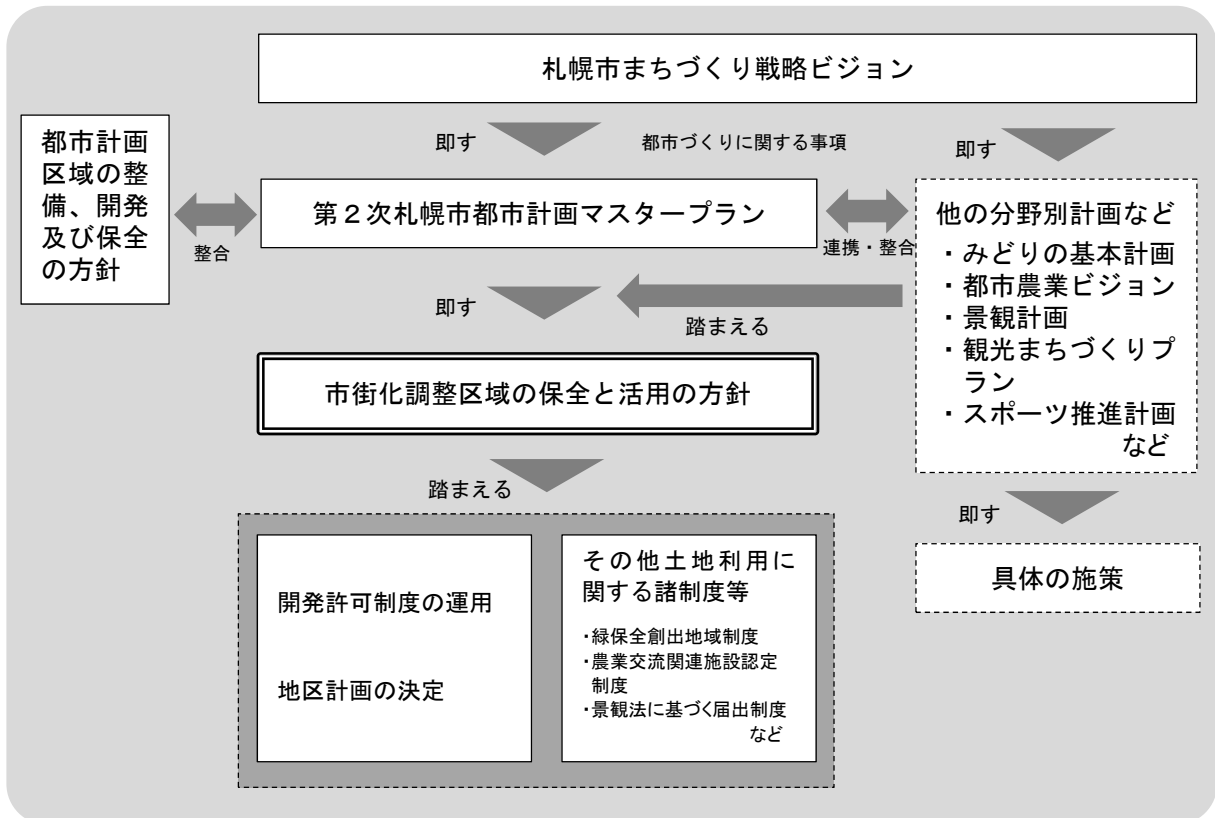 札幌市まちづくり戦略ビジョン
即す
都市づくりに関する事項
即す
都市計画
区域の整
備、開発
及び保全
の方針
整合
第２次札幌市都市計画マスタープラン
連携・整合
他の分野別計画など
・みどりの基本計画
・都市農業ビジョン
・景観計画
・観光まちづくりプ
ラン
・スポーツ推進計画
など
即す
踏まえる
市街化調整区域の保全と活用の方針
踏まえる
即す
具体の施策
開発許可制度の運用
地区計画の決定
その他土地利用に
関する諸制度等
・緑保全創出地域制度
・農業交流関連施設認定
制度
・景観法に基づく届出制度
など